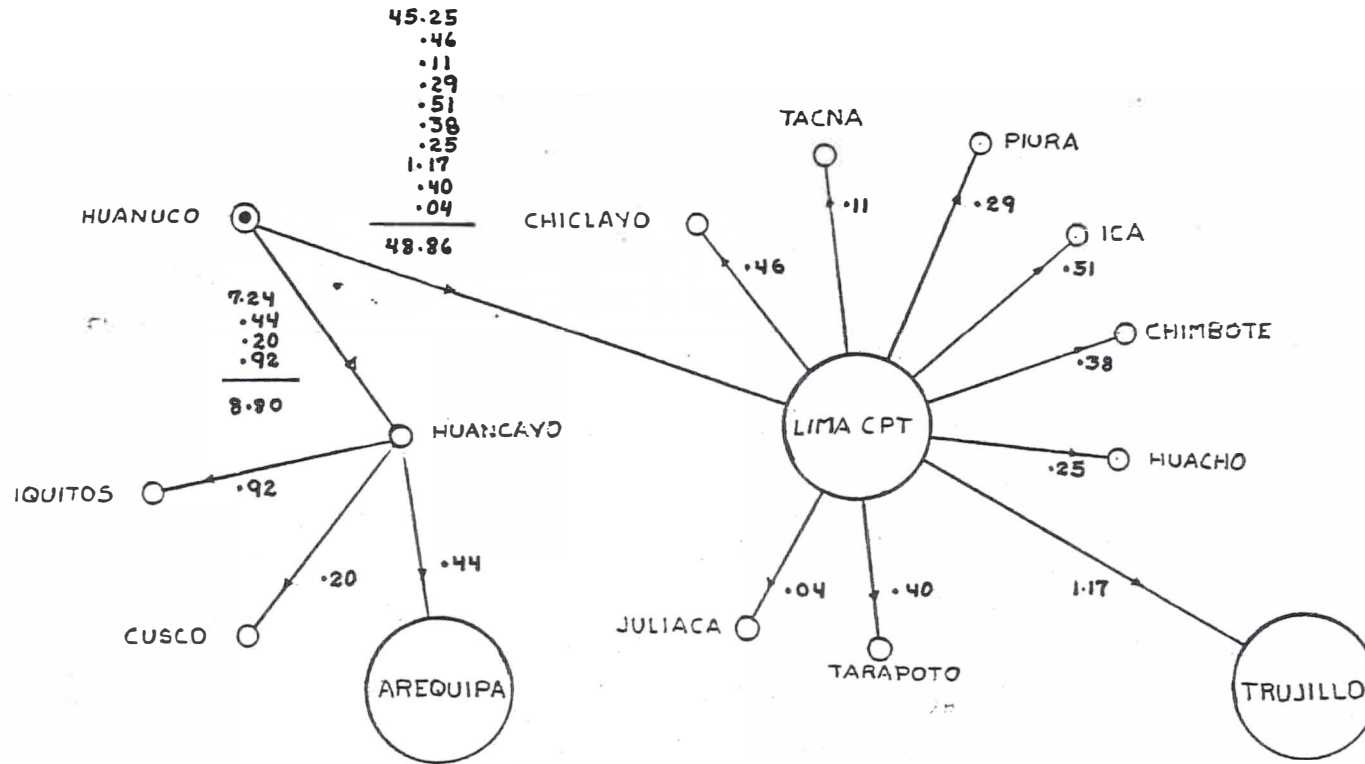 45.25
.46
.11
.29
.51
.38
.25
1.17
.40
.04
48.86
HUANUCO
7.24
.44
.20
.92
8.80
HUANCAYO
IQUITOS
.92
.20
.44
CUSCO
AREQUIPA
TACNA
PIURA
CHICLAYO
.11
.29
ICA
.46
.51
CHIMBOTE
.38
LIMA CPT
HUACHO
.25
JULIACA
.04
.40
1.17
TARAPOTO
TRUJILLO